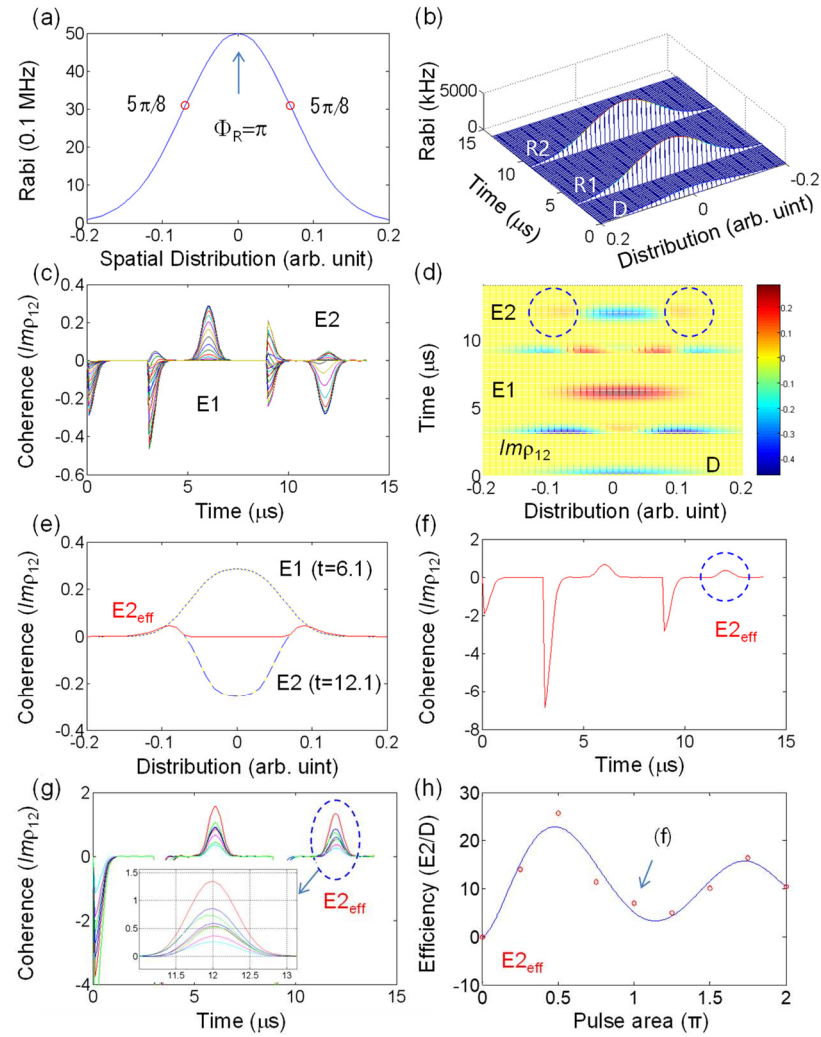 (a)
50
40
30
20
10
0
Rabi (0.1 MHz)
5π/8
5π/8
ΦR=π
-0.2 -0.1 0 0.1 0.2
Spatial Distribution (arb. unit)
(b)
5000
0
Rabi (kHz)
15
10
5
0
Time (µs)
R2
R1
D
-0.2
0
0.2
Distribution (arb. uint)
(c)
0.4
0.2
0
-0.2
-0.4
-0.6
Coherence (Imρ12)
E2
E1
0 5 10 15
Time (µs)
(d)
E2
E1
Imρ12
D
10
5
0
Time (µs)
0.2
0.1
0
-0.1
-0.2
-0.3
-0.4
-0.2 -0.1 0 0.1 0.2
Distribution (arb. uint)
(e)
0.4
0.2
0
-0.2
-0.4
Coherence (Imρ12)
E1 (t=6.1)
E2eff
E2 (t=12.1)
-0.2 -0.1 0 0.1 0.2
Distribution (arb. uint)
(f)
2
0
-2
-4
-6
-8
Coherence (Imρ12)
E2eff
0 5 10 15
Time (µs)
(g)
2
0
-2
-4
Coherence (Imρ12)
E2eff
1.5
1
0.5
0
11.5 12 12.5 13
0 5 10 15
Time (µs)
(h)
30
20
10
0
-10
Efficiency (E2/D)
(f)
E2eff
0 0.5 1 1.5 2
Pulse area (π)